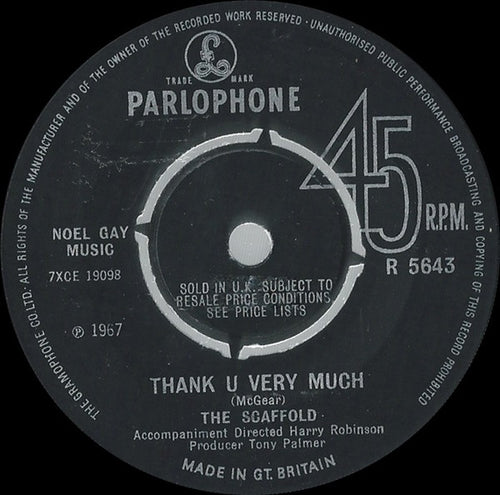 THE GRAMOPHONE CO. LTD. ALL RIGHTS OF THE MANUFACTURER AND OF THE OWNER OF THE RECORDED WORK RESERVED · UNAUTHORISED PUBLIC PERFORMANCE BROADCASTING AND COPYING OF THIS RECORD PROHIBITED
£
TRADE MARK
PARLOPHONE
45
R.P.M.
R 5643
NOEL GAY
MUSIC
7XCE 19098
℗ 1967
SOLD IN U.K. SUBJECT TO
RESALE PRICE CONDITIONS
SEE PRICE LISTS
THANK U VERY MUCH
(McGear)
THE SCAFFOLD
Accompaniment Directed Harry Robinson
Producer Tony Palmer
MADE IN GT. BRITAIN